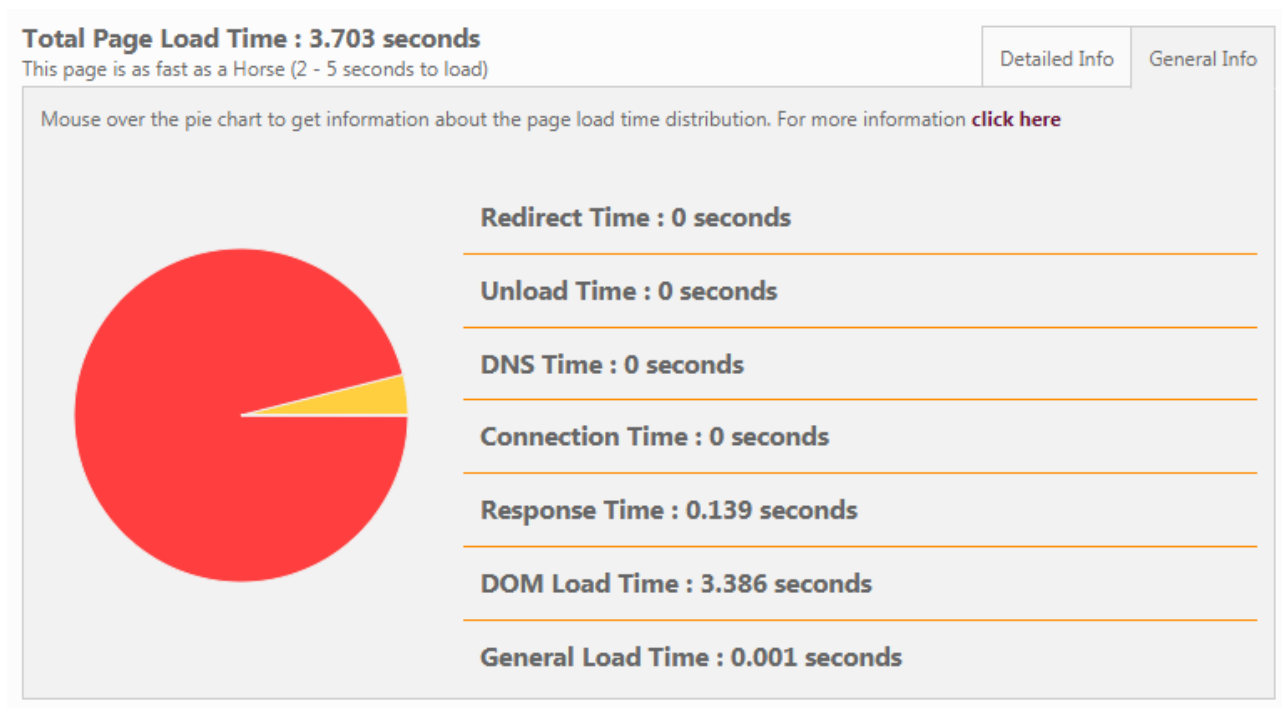 Total Page Load Time : 3.703 seconds
This page is as fast as a Horse (2 - 5 seconds to load)
Detailed Info
General Info
Mouse over the pie chart to get information about the page load time distribution. For more information click here
Redirect Time : 0 seconds
Unload Time : 0 seconds
DNS Time : 0 seconds
Connection Time : 0 seconds
Response Time : 0.139 seconds
DOM Load Time : 3.386 seconds
General Load Time : 0.001 seconds